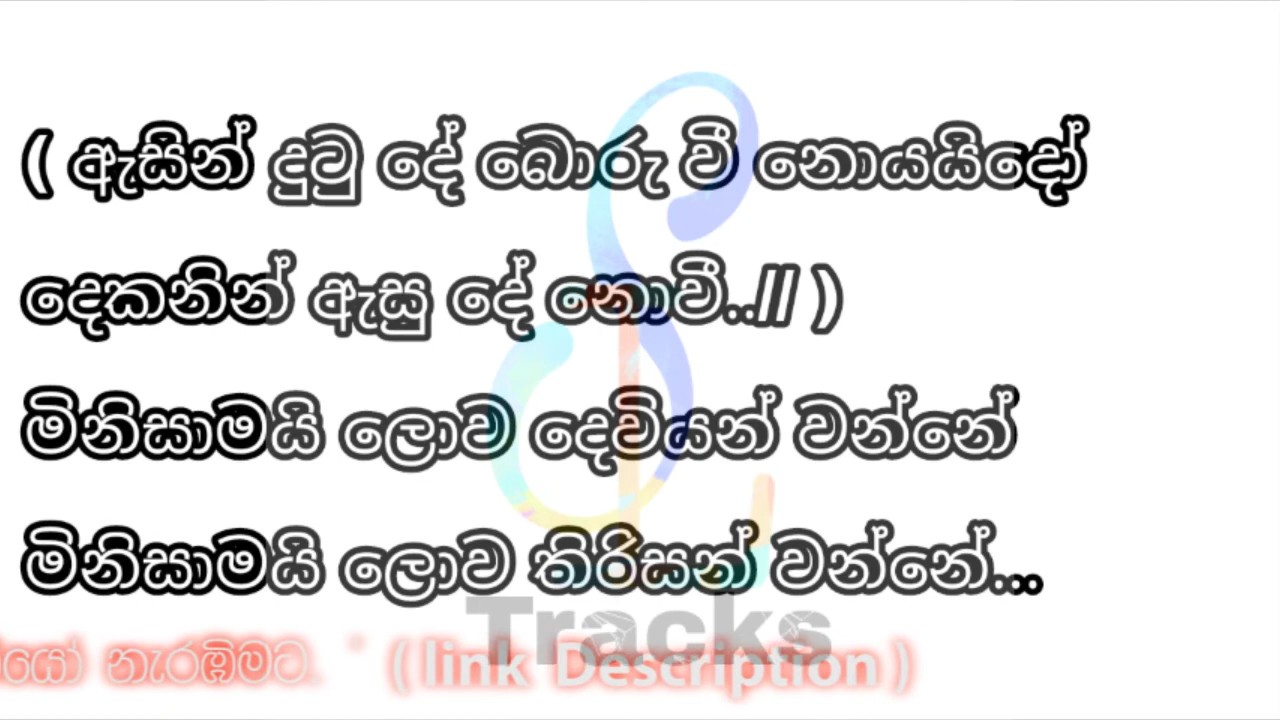 ( ඇසින් දුටු දේ බොරු වී නොයයිදෝ
දෙකනින් ඇසු දේ නොවී..// )
මිනිසාමයි ලොව දෙවියන් වන්නේ
මිනිසාමයි ලොව තිරිසන් වන්නේ...
Tracks
යෝ නැරඹීමට. " ( link Description )